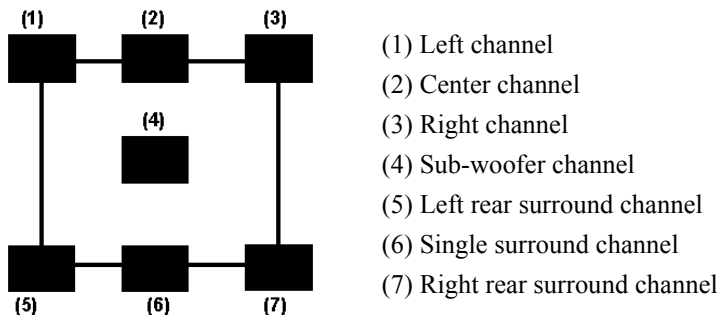 (1) (2) (3)
(4)
(5) (6) (7)
(1) Left channel
(2) Center channel
(3) Right channel
(4) Sub-woofer channel
(5) Left rear surround channel
(6) Single surround channel
(7) Right rear surround channel